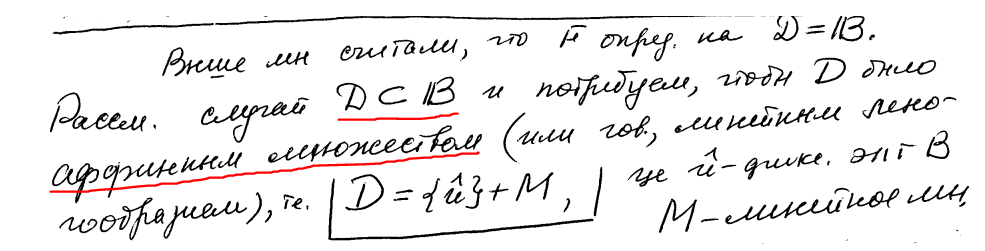 Выше мы считали, что F опред. на D = B.
Рассм. случай D ⊂ B и потребуем, чтобы D было
аффинным множеством (или гов., линейным мно-
гообразием), т.е. D = {û} + M, где û - фикс. эл-т B
M - линейное мн.